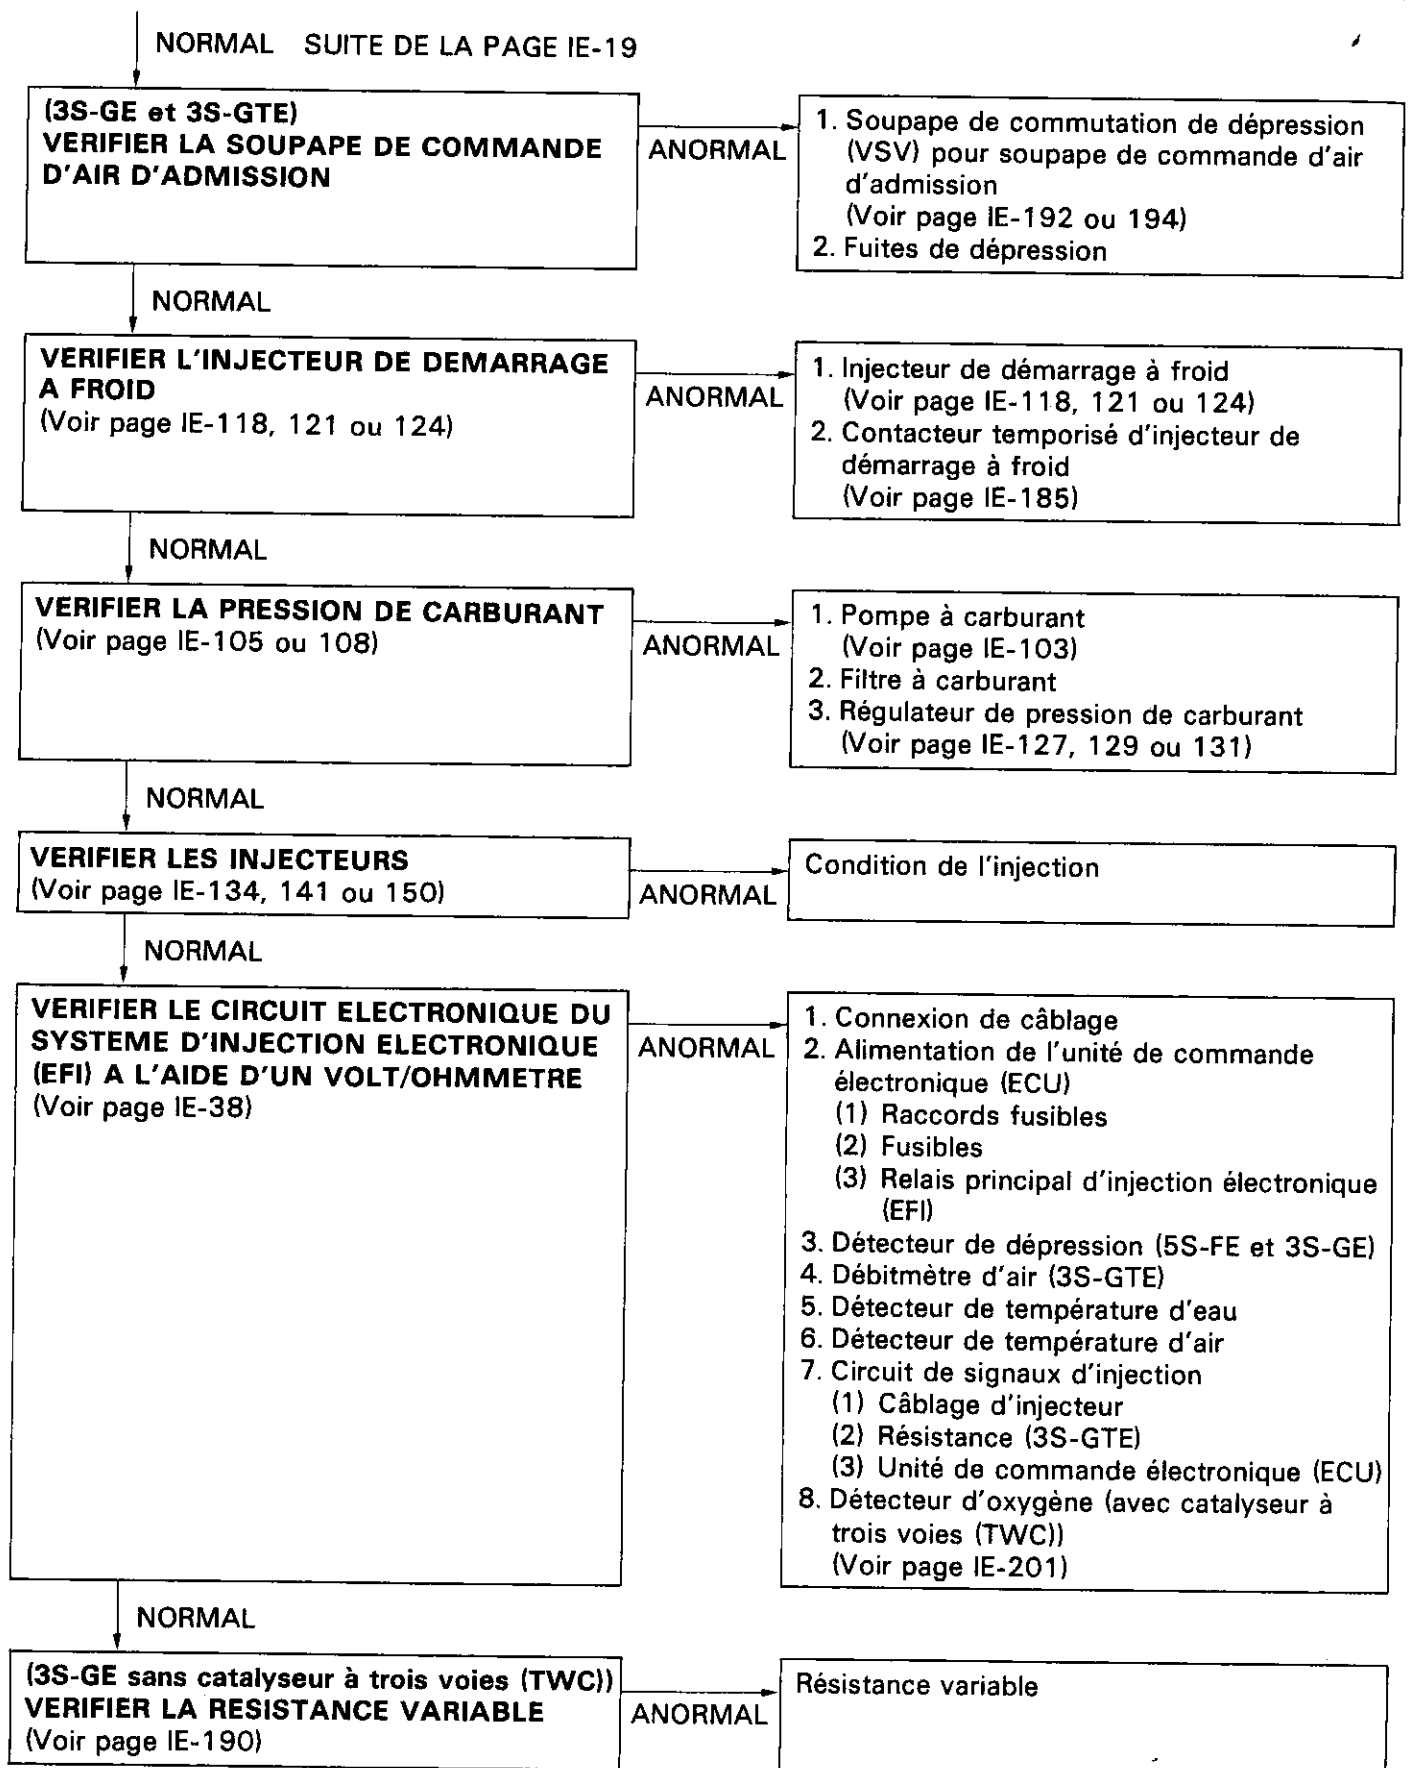 NORMAL SUITE DE LA PAGE IE-19
(3S-GE et 3S-GTE)
VERIFIER LA SOUPAPE DE COMMANDE
D'AIR D'ADMISSION
ANORMAL
1. Soupape de commutation de dépression
(VSV) pour soupape de commande d'air
d'admission
(Voir page IE-192 ou 194)
2. Fuites de dépression
NORMAL
VERIFIER L'INJECTEUR DE DEMARRAGE
A FROID
(Voir page IE-118, 121 ou 124)
ANORMAL
1. Injecteur de démarrage à froid
(Voir page IE-118, 121 ou 124)
2. Contacteur temporisé d'injecteur de
démarrage à froid
(Voir page IE-185)
NORMAL
VERIFIER LA PRESSION DE CARBURANT
(Voir page IE-105 ou 108)
ANORMAL
1. Pompe à carburant
(Voir page IE-103)
2. Filtre à carburant
3. Régulateur de pression de carburant
(Voir page IE-127, 129 ou 131)
NORMAL
VERIFIER LES INJECTEURS
(Voir page IE-134, 141 ou 150)
ANORMAL
Condition de l'injection
NORMAL
VERIFIER LE CIRCUIT ELECTRONIQUE DU
SYSTEME D'INJECTION ELECTRONIQUE
(EFI) A L'AIDE D'UN VOLT/OHMMETRE
(Voir page IE-38)
ANORMAL
1. Connexion de câblage
2. Alimentation de l'unité de commande
électronique (ECU)
(1) Raccords fusibles
(2) Fusibles
(3) Relais principal d'injection électronique
(EFI)
3. Détecteur de dépression (5S-FE et 3S-GE)
4. Débitmètre d'air (3S-GTE)
5. Détecteur de température d'eau
6. Détecteur de température d'air
7. Circuit de signaux d'injection
(1) Câblage d'injecteur
(2) Résistance (3S-GTE)
(3) Unité de commande électronique (ECU)
8. Détecteur d'oxygène (avec catalyseur à
trois voies (TWC))
(Voir page IE-201)
NORMAL
(3S-GE sans catalyseur à trois voies (TWC))
VERIFIER LA RESISTANCE VARIABLE
(Voir page IE-190)
ANORMAL
Résistance variable